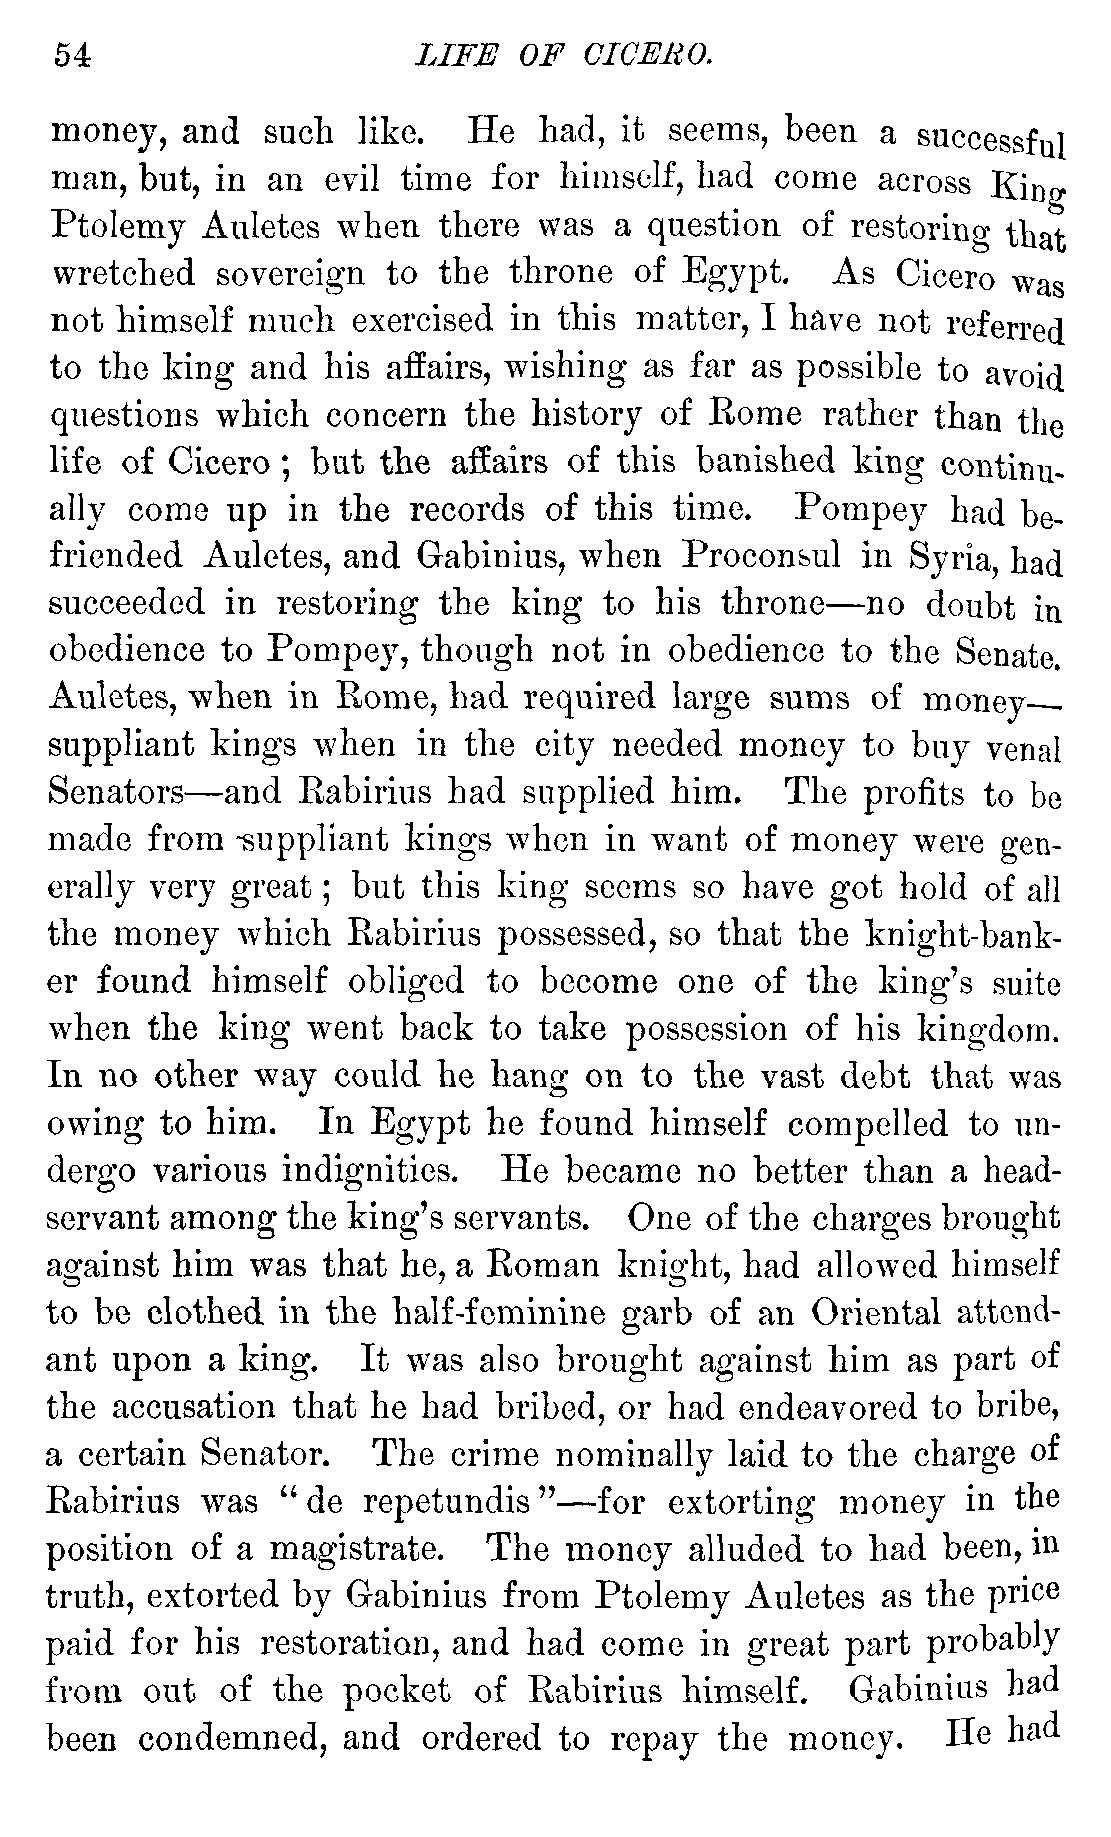 54 LIFE OF CICERO.
money, and such like. He had, it seems, been a successful
man, but, in an evil time for himself, had come across King
Ptolemy Auletes when there was a question of restoring that
wretched sovereign to the throne of Egypt. As Cicero was
not himself much exercised in this matter, I have not referred
to the king and his affairs, wishing as far as possible to avoid
questions which concern the history of Rome rather than the
life of Cicero; but the affairs of this banished king continu-
ally come up in the records of this time. Pompey had be-
friended Auletes, and Gabinius, when Proconsul in Syria, had
succeeded in restoring the king to his throne—no doubt in
obedience to Pompey, though not in obedience to the Senate.
Auletes, when in Rome, had required large sums of money—
suppliant kings when in the city needed money to buy venal
Senators—and Rabirius had supplied him. The profits to be
made from suppliant kings when in want of money were gen-
erally very great; but this king seems so have got hold of all
the money which Rabirius possessed, so that the knight-bank-
er found himself obliged to become one of the king's suite
when the king went back to take possession of his kingdom.
In no other way could he hang on to the vast debt that was
owing to him. In Egypt he found himself compelled to un-
dergo various indignities. He became no better than a head-
servant among the king's servants. One of the charges brought
against him was that he, a Roman knight, had allowed himself
to be clothed in the half-feminine garb of an Oriental attend-
ant upon a king. It was also brought against him as part of
the accusation that he had bribed, or had endeavored to bribe,
a certain Senator. The crime nominally laid to the charge of
Rabirius was "de repetundis"—for extorting money in the
position of a magistrate. The money alluded to had been, in
truth, extorted by Gabinius from Ptolemy Auletes as the price
paid for his restoration, and had come in great part probably
from out of the pocket of Rabirius himself. Gabinius had
been condemned, and ordered to repay the money. He had